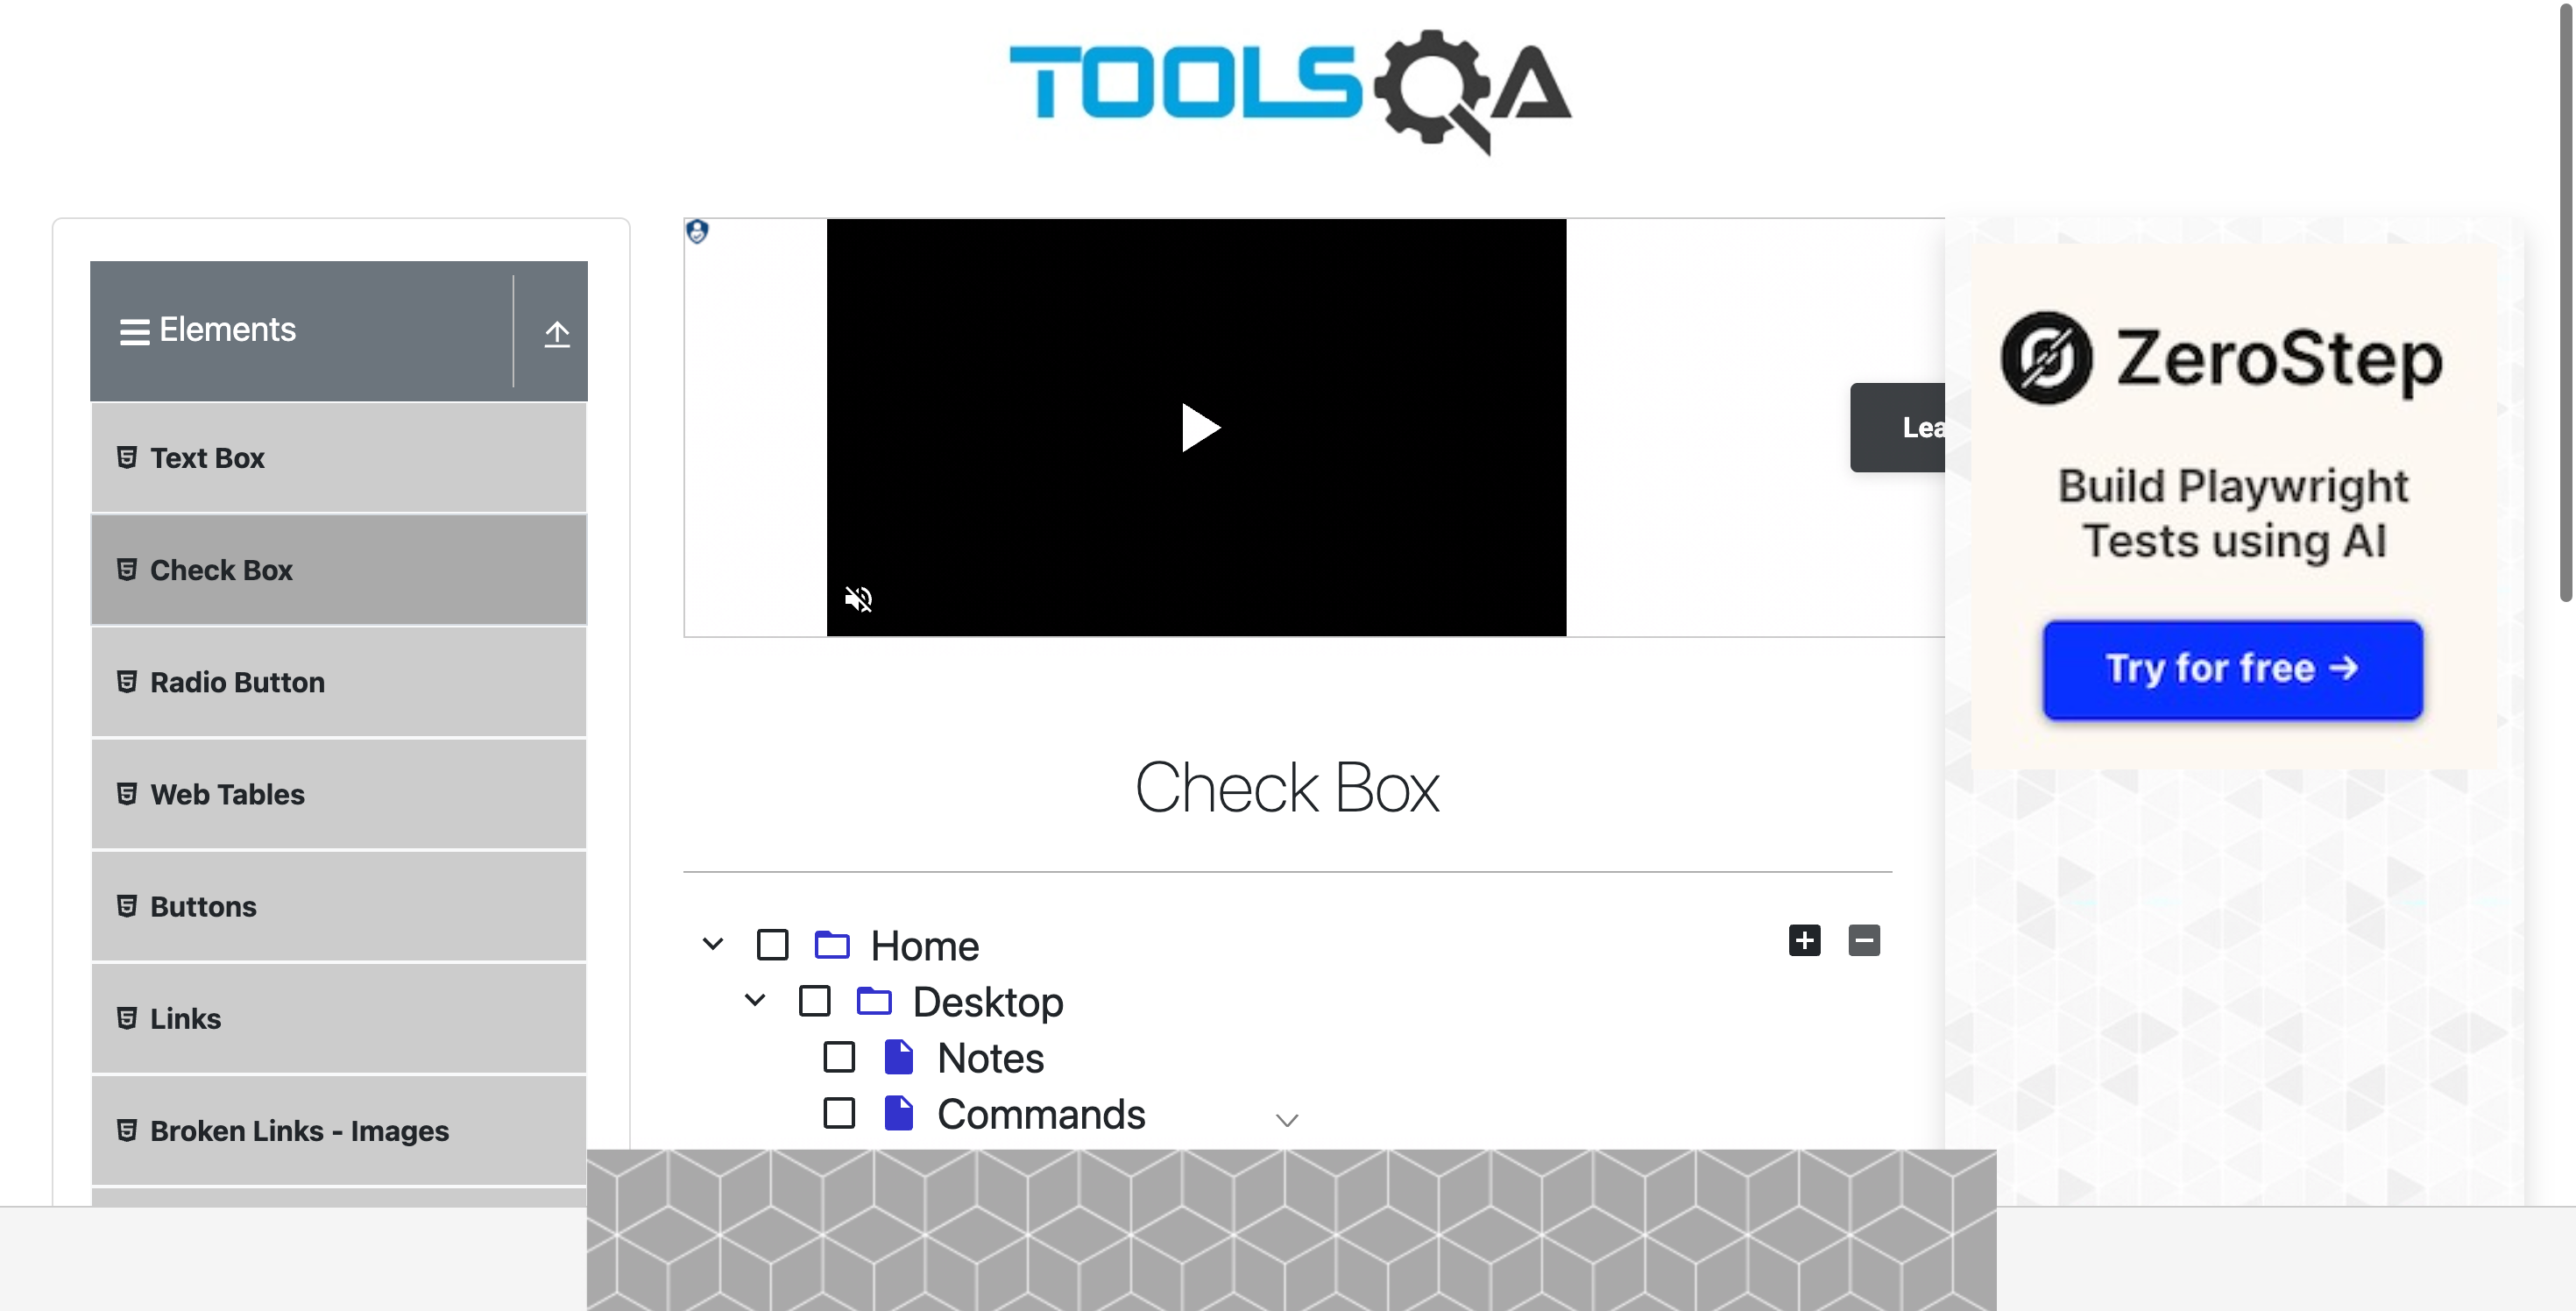 TOOLSQA
Elements
Text Box
Check Box
Radio Button
Web Tables
Buttons
Links
Broken Links - Images
Lea
Check Box
Home
Desktop
Notes
Commands
ZeroStep
Build Playwright
Tests using AI
Try for free →